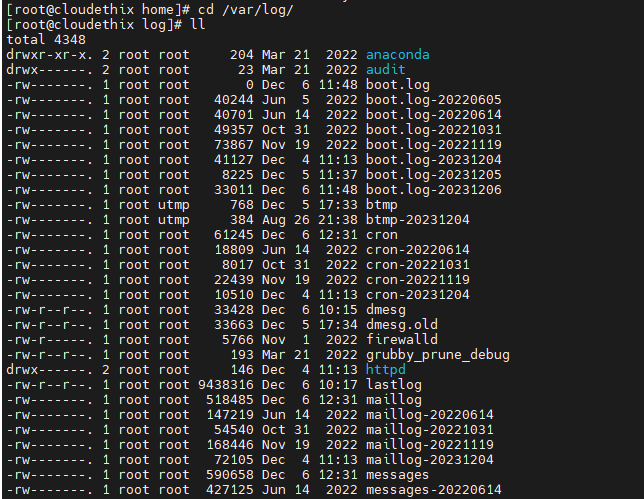 [root@cloudethix home]# cd /var/log/
[root@cloudethix log]# ll
total 4348
drwxr-xr-x. 2 root root     204 Mar 21  2022 anaconda
drwx------. 2 root root      23 Mar 21  2022 audit
-rw-------. 1 root root       0 Dec  6 11:48 boot.log
-rw-------. 1 root root   40244 Jun  5  2022 boot.log-20220605
-rw-------. 1 root root   40701 Jun 14  2022 boot.log-20220614
-rw-------. 1 root root   49357 Oct 31  2022 boot.log-20221031
-rw-------. 1 root root   73867 Nov 19  2022 boot.log-20221119
-rw-------. 1 root root   41127 Dec  4 11:13 boot.log-20231204
-rw-------. 1 root root    8225 Dec  5 11:37 boot.log-20231205
-rw-------. 1 root root   33011 Dec  6 11:48 boot.log-20231206
-rw-------. 1 root utmp     768 Dec  5 17:33 btmp
-rw-------. 1 root utmp     384 Aug 26 21:38 btmp-20231204
-rw-------. 1 root root   61245 Dec  6 12:31 cron
-rw-------. 1 root root   18809 Jun 14  2022 cron-20220614
-rw-------. 1 root root    8017 Oct 31  2022 cron-20221031
-rw-------. 1 root root   22439 Nov 19  2022 cron-20221119
-rw-------. 1 root root   10510 Dec  4 11:13 cron-20231204
-rw-r--r--. 1 root root   33428 Dec  6 10:15 dmesg
-rw-r--r--. 1 root root   33663 Dec  5 17:34 dmesg.old
-rw-r-----. 1 root root    5766 Nov  1  2022 firewalld
-rw-r--r--. 1 root root     193 Mar 21  2022 grubby_prune_debug
drwx------. 2 root root     146 Dec  4 11:13 httpd
-rw-r--r--. 1 root root 9438316 Dec  6 10:17 lastlog
-rw-------. 1 root root  518485 Dec  6 12:31 maillog
-rw-------. 1 root root  147219 Jun 14  2022 maillog-20220614
-rw-------. 1 root root   54540 Oct 31  2022 maillog-20221031
-rw-------. 1 root root  168446 Nov 19  2022 maillog-20221119
-rw-------. 1 root root   72105 Dec  4 11:13 maillog-20231204
-rw-------. 1 root root  590658 Dec  6 12:31 messages
-rw-------. 1 root root  427125 Jun 14  2022 messages-20220614